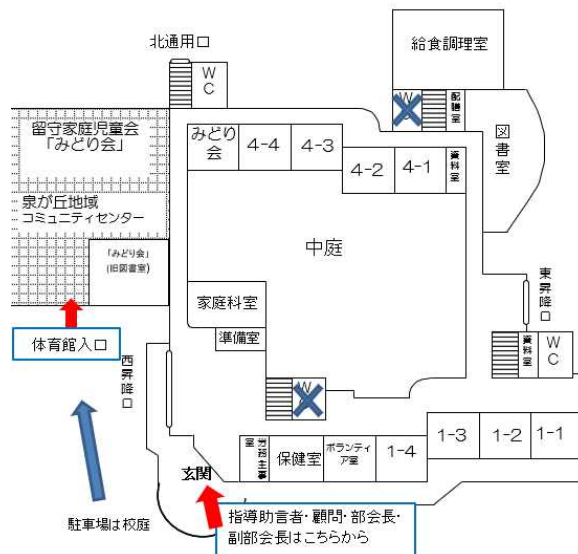 給食調理室
北通用口
WC
WC
配膳室
図書室
留守家庭児童会
「みどり会」
みどり会
4-4
4-3
4-2
4-1
資料室
泉が丘地域
コミュニティセンター
中庭
「みどり会」
(旧図書室)
東昇降口
家庭科室
体育館入口
準備室
資料室
WC
西昇降口
WC
1-3
1-2
1-1
労務主事室
保健室
ボランティア室
1-4
玄関
駐車場は校庭
指導助言者・顧問・部会長・
副部会長はこちらから